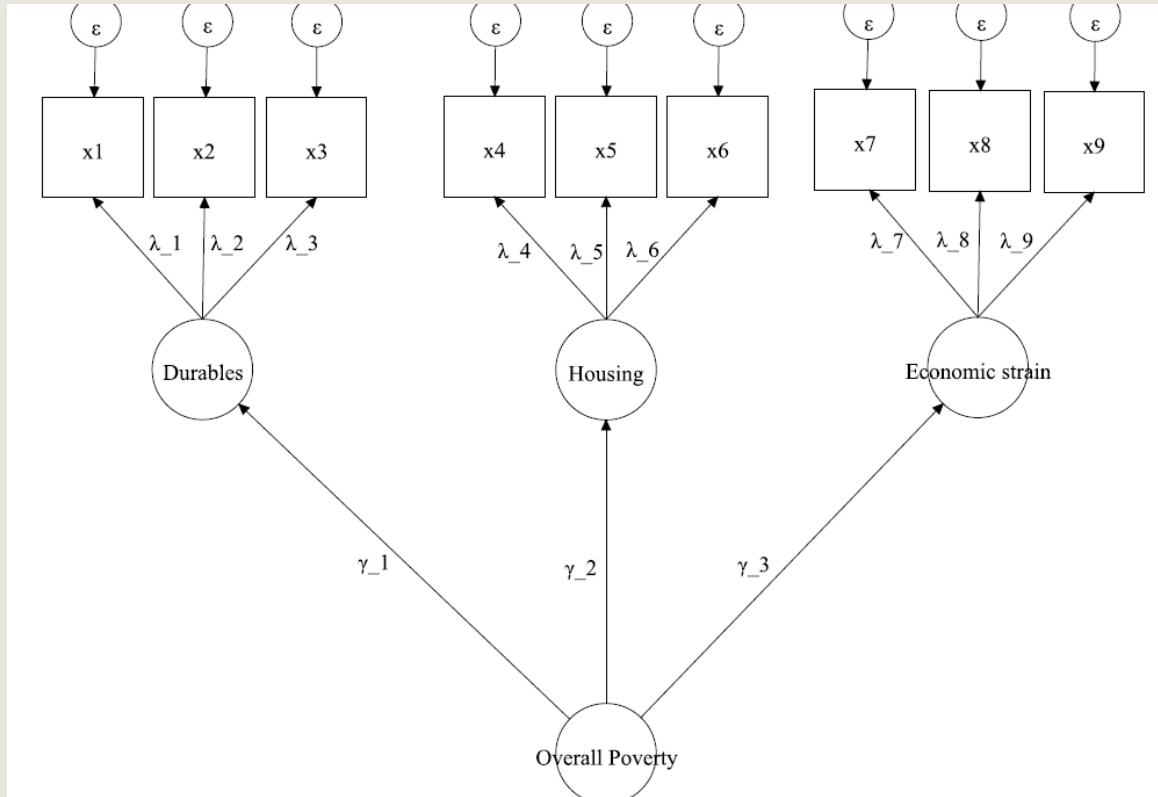 ε ε ε ε ε ε ε ε ε
x1 x2 x3 x4 x5 x6 x7 x8 x9
λ_1 λ_2 λ_3 λ_4 λ_5 λ_6 λ_7 λ_8 λ_9
Durables Housing Economic strain
γ_1 γ_2 γ_3
Overall Poverty